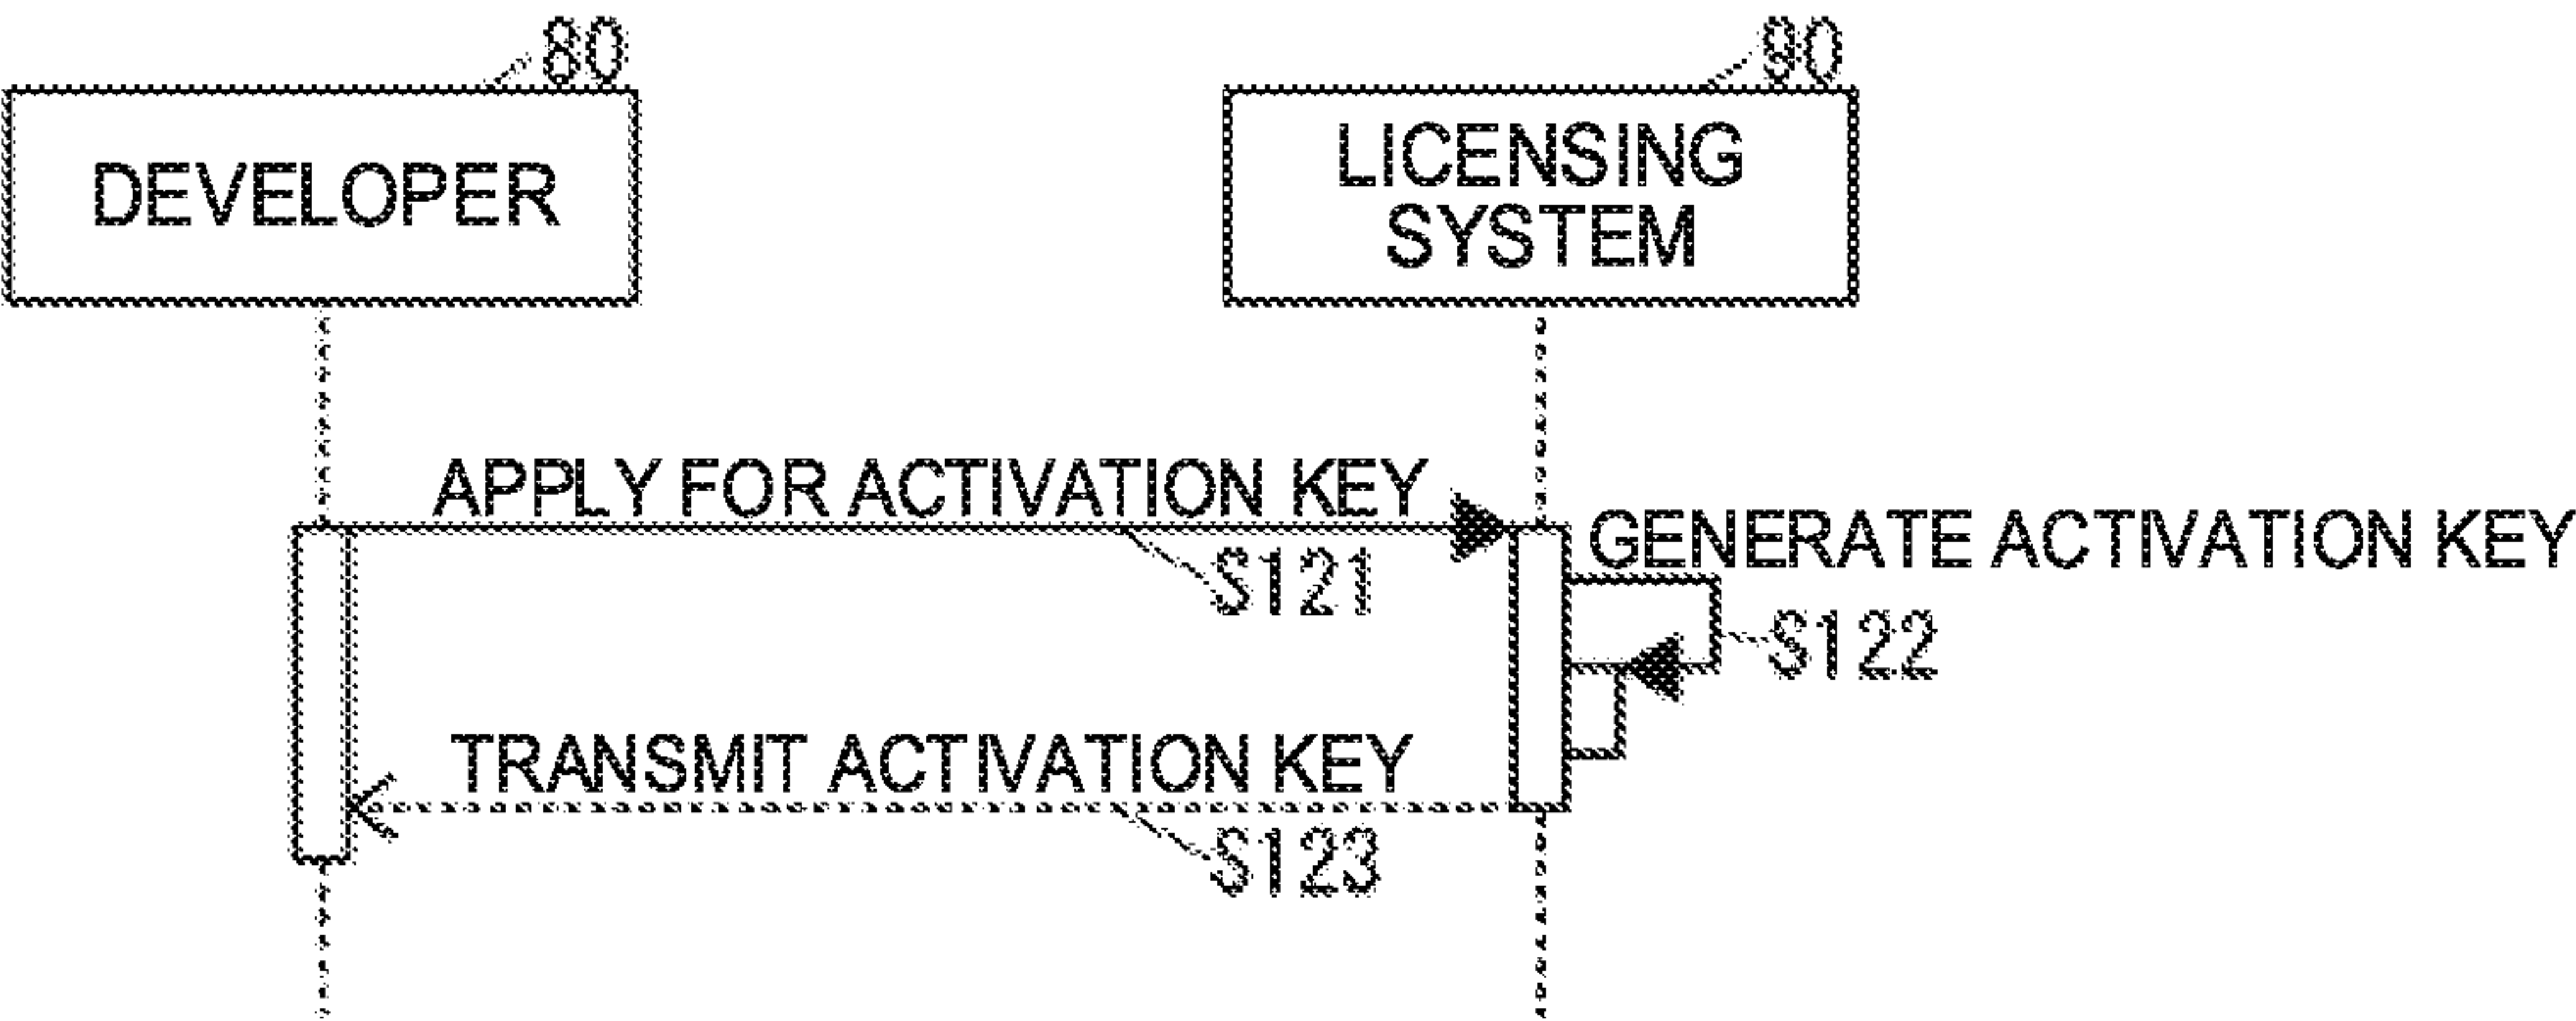 80
90
DEVELOPER
LICENSING
SYSTEM
APPLY FOR ACTIVATION KEY
GENERATE ACTIVATION KEY
S121
S122
TRANSMIT ACTIVATION KEY
S123